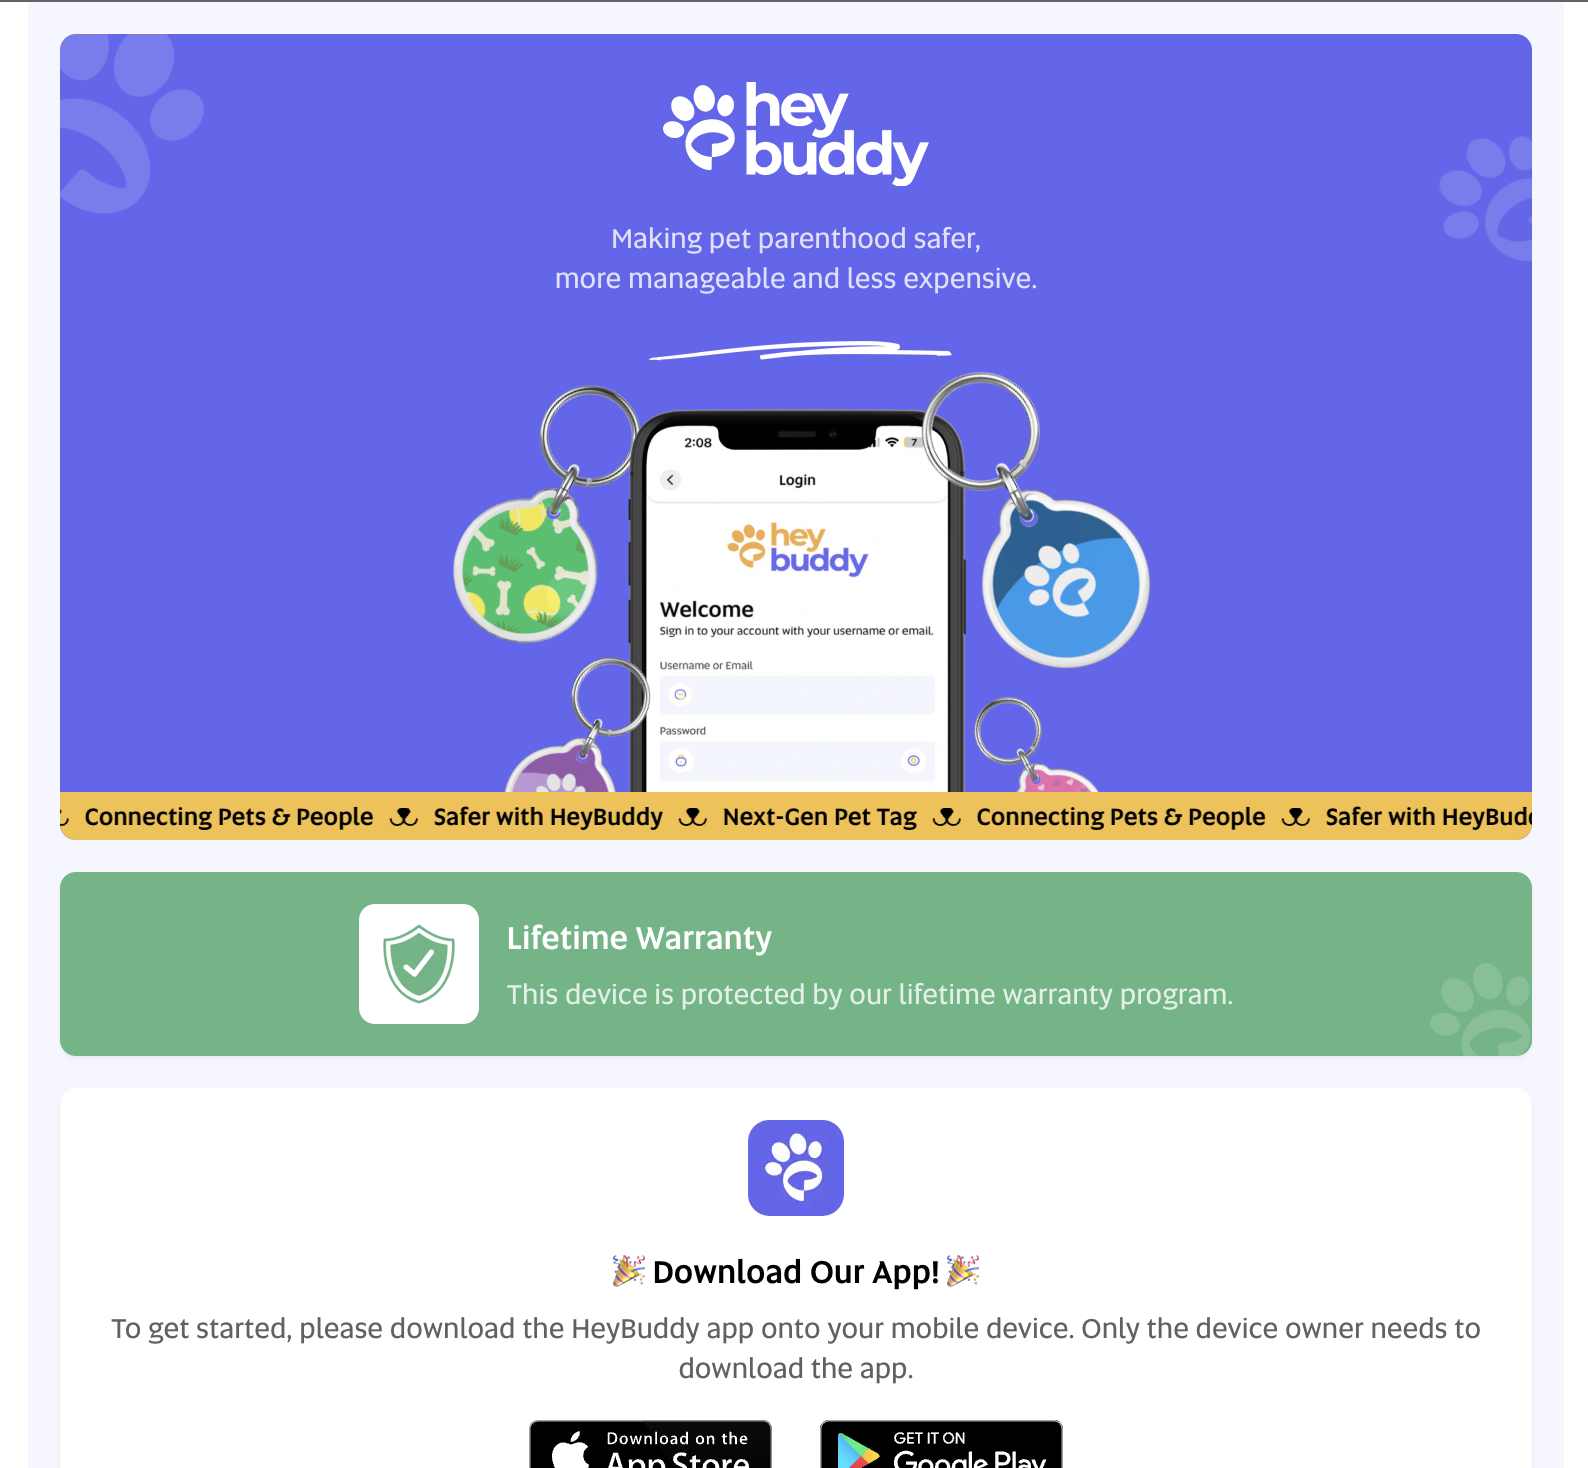 hey
buddy
Making pet parenthood safer,
more manageable and less expensive.
2:08
7
Login
hey
buddy
Welcome
Sign in to your account with your username or email.
Username or Email
Password
Connecting Pets & People Safer with HeyBuddy Next-Gen Pet Tag Connecting Pets & People Safer with HeyBudd
Lifetime Warranty
This device is protected by our lifetime warranty program.
Download Our App!
To get started, please download the HeyBuddy app onto your mobile device. Only the device owner needs to
download the app.
Download on the
App Store
GET IT ON
Google Play